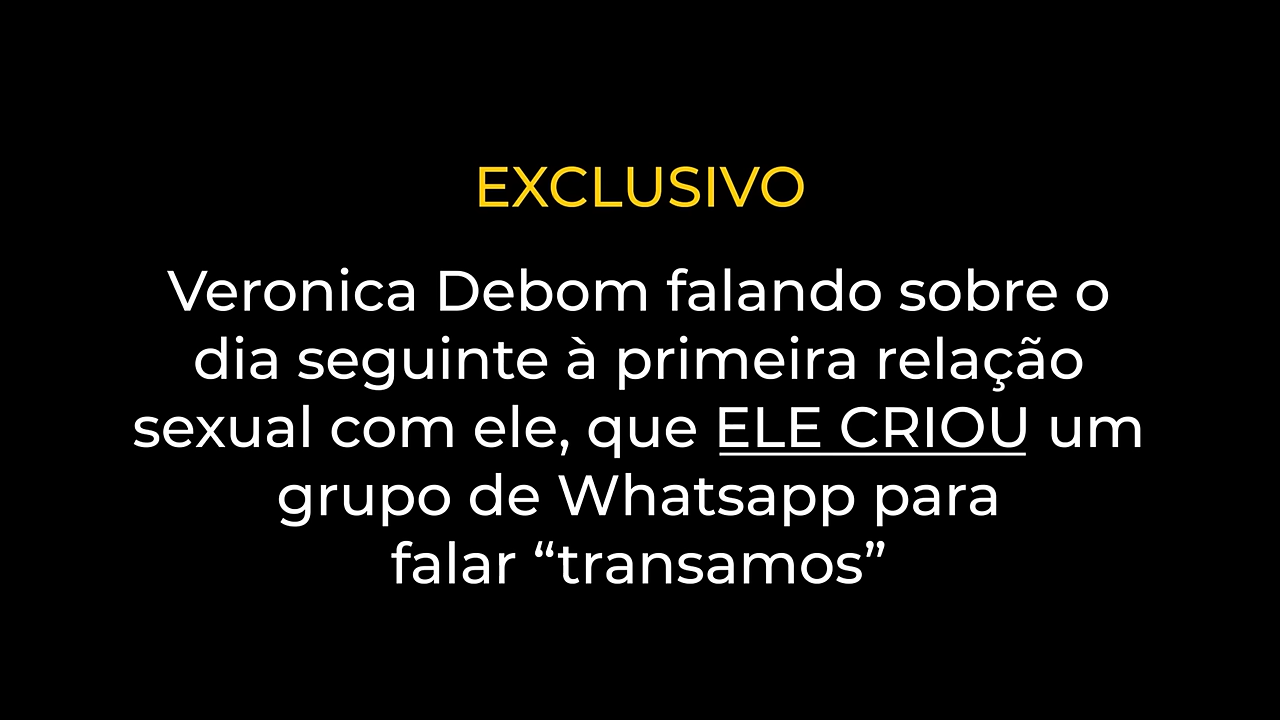 EXCLUSIVO
Veronica Debom falando sobre o
dia seguinte à primeira relação
sexual com ele, que ELE CRIOU um
grupo de Whatsapp para
falar “transamos”